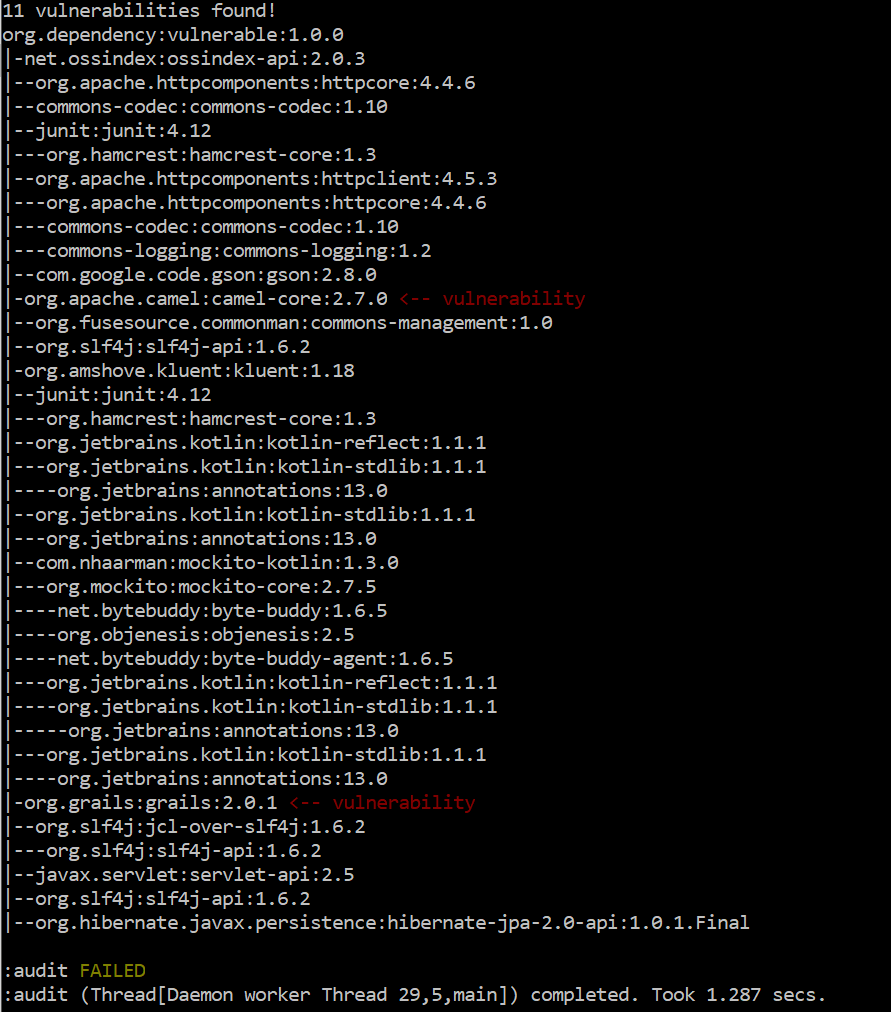 11 vulnerabilities found!
org.dependency:vulnerable:1.0.0
|-net.ossindex:ossindex-api:2.0.3
|--org.apache.httpcomponents:httpcore:4.4.6
|--commons-codec:commons-codec:1.10
|--junit:junit:4.12
|---org.hamcrest:hamcrest-core:1.3
|--org.apache.httpcomponents:httpclient:4.5.3
|---org.apache.httpcomponents:httpcore:4.4.6
|---commons-codec:commons-codec:1.10
|---commons-logging:commons-logging:1.2
|--com.google.code.gson:gson:2.8.0
|-org.apache.camel:camel-core:2.7.0 <-- vulnerability
|--org.fusesource.commonman:commons-management:1.0
|--org.slf4j:slf4j-api:1.6.2
|-org.amshove.kluent:kluent:1.18
|--junit:junit:4.12
|---org.hamcrest:hamcrest-core:1.3
|--org.jetbrains.kotlin:kotlin-reflect:1.1.1
|---org.jetbrains.kotlin:kotlin-stdlib:1.1.1
|----org.jetbrains:annotations:13.0
|--org.jetbrains.kotlin:kotlin-stdlib:1.1.1
|---org.jetbrains:annotations:13.0
|--com.nhaarman:mockito-kotlin:1.3.0
|---org.mockito:mockito-core:2.7.5
|----net.bytebuddy:byte-buddy:1.6.5
|----org.objenesis:objenesis:2.5
|----net.bytebuddy:byte-buddy-agent:1.6.5
|---org.jetbrains.kotlin:kotlin-reflect:1.1.1
|----org.jetbrains.kotlin:kotlin-stdlib:1.1.1
|-----org.jetbrains:annotations:13.0
|---org.jetbrains.kotlin:kotlin-stdlib:1.1.1
|----org.jetbrains:annotations:13.0
|-org.grails:grails:2.0.1 <-- vulnerability
|--org.slf4j:jcl-over-slf4j:1.6.2
|---org.slf4j:slf4j-api:1.6.2
|--javax.servlet:servlet-api:2.5
|--org.slf4j:slf4j-api:1.6.2
|--org.hibernate.javax.persistence:hibernate-jpa-2.0-api:1.0.1.Final
:audit FAILED
:audit (Thread[Daemon worker Thread 29,5,main]) completed. Took 1.287 secs.